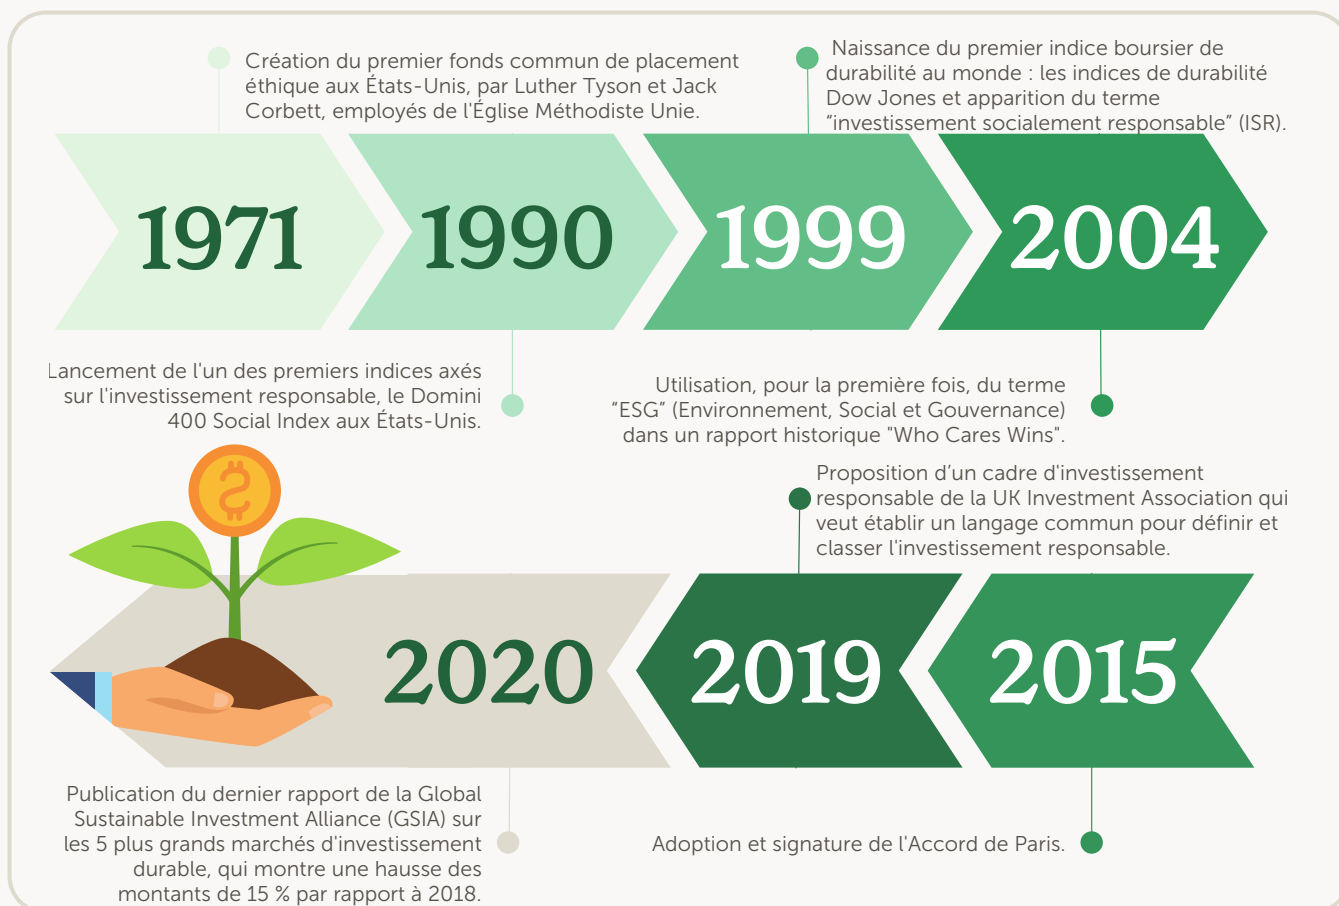 Création du premier fonds commun de placement
éthique aux États-Unis, par Luther Tyson et Jack
Corbett, employés de l'Église Méthodiste Unie.
Naissance du premier indice boursier de
durabilité au monde : les indices de durabilité
Dow Jones et apparition du terme
“investissement socialement responsable” (ISR).
1971
1990
1999
2004
Lancement de l'un des premiers indices axés
sur l'investissement responsable, le Domini
400 Social Index aux États-Unis.
Utilisation, pour la première fois, du terme
“ESG” (Environnement, Social et Gouvernance)
dans un rapport historique "Who Cares Wins".
Proposition d’un cadre d'investissement
responsable de la UK Investment Association qui
veut établir un langage commun pour définir et
classer l'investissement responsable.
2020
2019
2015
Publication du dernier rapport de la Global
Sustainable Investment Alliance (GSIA) sur
les 5 plus grands marchés d'investissement
durable, qui montre une hausse des
montants de 15 % par rapport à 2018.
Adoption et signature de l'Accord de Paris.